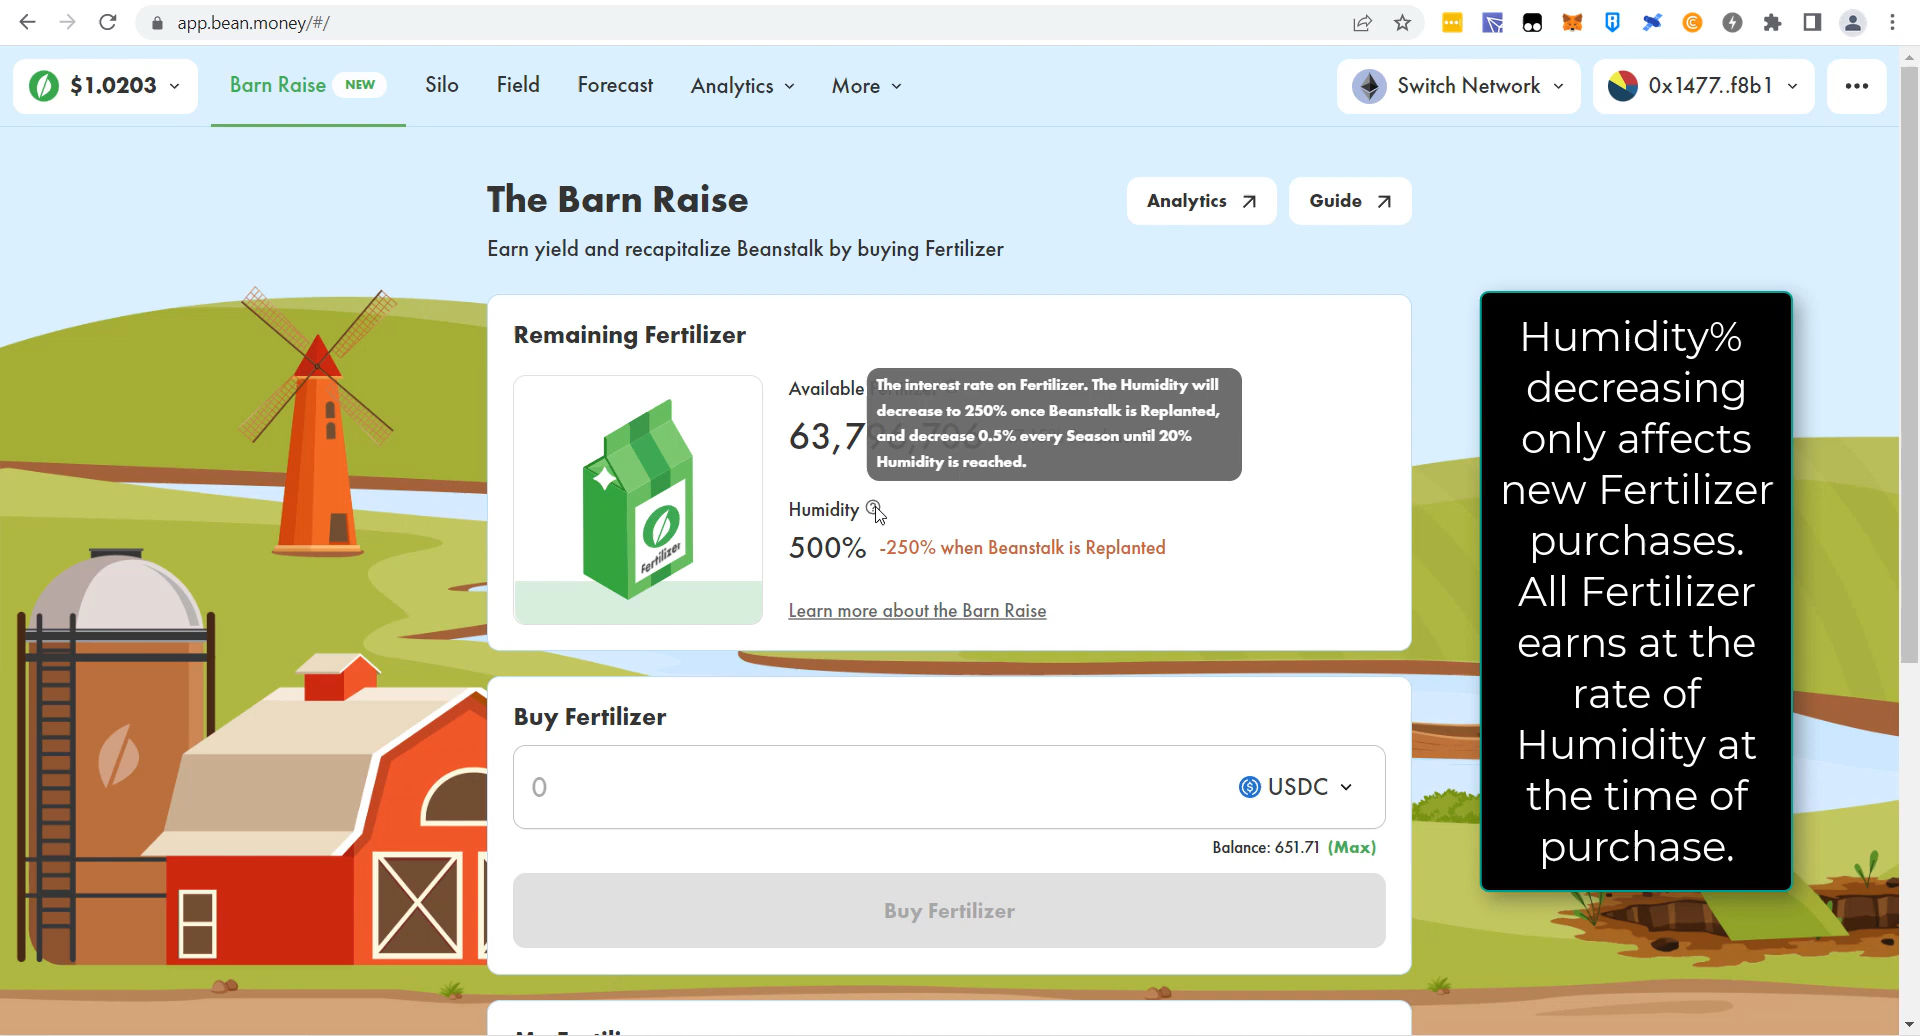 app.bean.money/#/
$1.0203
Barn Raise NEW
Silo
Field
Forecast
Analytics
More
Switch Network
0x1477..f8b1
The Barn Raise
Analytics
Guide
Earn yield and recapitalize Beanstalk by buying Fertilizer
Remaining Fertilizer
Fertilizer
Available
63,7
The interest rate on Fertilizer. The Humidity will
decrease to 250% once Beanstalk is Replanted,
and decrease 0.5% every Season until 20%
Humidity is reached.
Humidity
500% -250% when Beanstalk is Replanted
Learn more about the Barn Raise
Buy Fertilizer
0
USDC
Balance: 651.71 (Max)
Buy Fertilizer
Humidity%
decreasing
only affects
new Fertilizer
purchases.
All Fertilizer
earns at the
rate of
Humidity at
the time of
purchase.